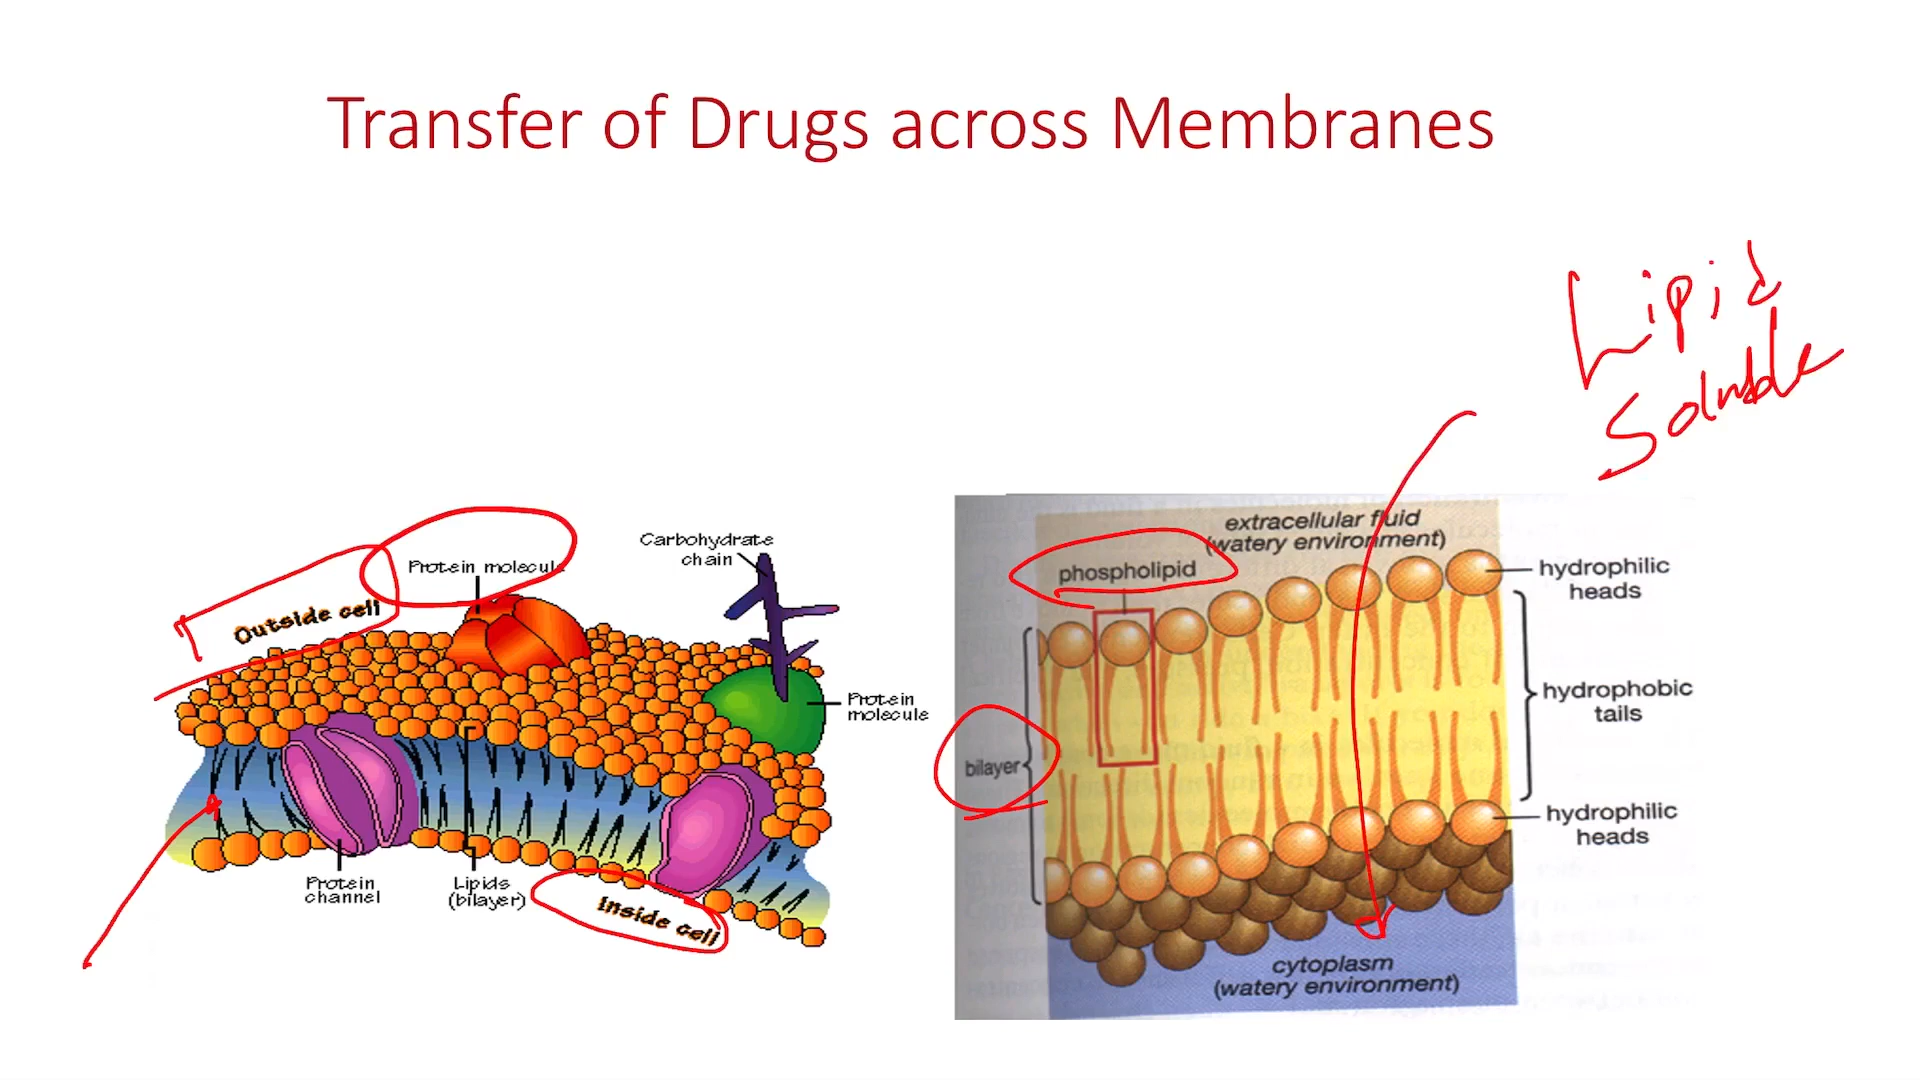 Transfer of Drugs across Membranes
Lipid
Soluble
Outside cell
Protein molecule
Carbohydrate
chain
Protein
molecule
Protein
channel
Lipids
(bilayer)
Inside cell
extracellular fluid
(watery environment)
phospholipid
hydrophilic
heads
bilayer
hydrophobic
tails
hydrophilic
heads
cytoplasm
(watery environment)